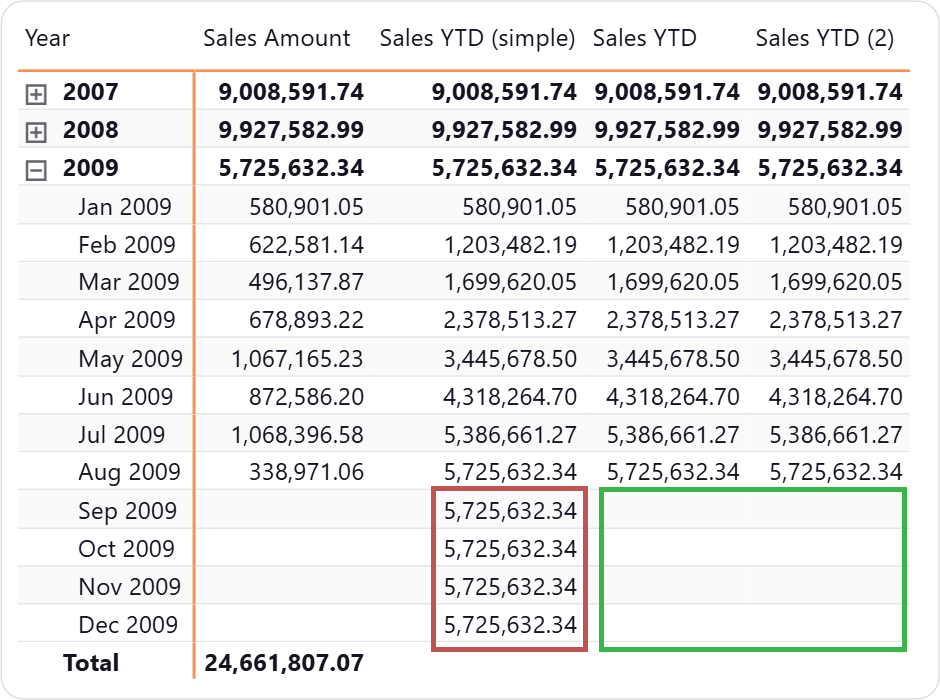 Year Sales Amount Sales YTD (simple) Sales YTD Sales YTD (2)
2007 9,008,591.74 9,008,591.74 9,008,591.74 9,008,591.74
2008 9,927,582.99 9,927,582.99 9,927,582.99 9,927,582.99
2009 5,725,632.34 5,725,632.34 5,725,632.34 5,725,632.34
Jan 2009 580,901.05 580,901.05 580,901.05 580,901.05
Feb 2009 622,581.14 1,203,482.19 1,203,482.19 1,203,482.19
Mar 2009 496,137.87 1,699,620.05 1,699,620.05 1,699,620.05
Apr 2009 678,893.22 2,378,513.27 2,378,513.27 2,378,513.27
May 2009 1,067,165.23 3,445,678.50 3,445,678.50 3,445,678.50
Jun 2009 872,586.20 4,318,264.70 4,318,264.70 4,318,264.70
Jul 2009 1,068,396.58 5,386,661.27 5,386,661.27 5,386,661.27
Aug 2009 338,971.06 5,725,632.34 5,725,632.34 5,725,632.34
Sep 2009 5,725,632.34
Oct 2009 5,725,632.34
Nov 2009 5,725,632.34
Dec 2009 5,725,632.34
Total 24,661,807.07